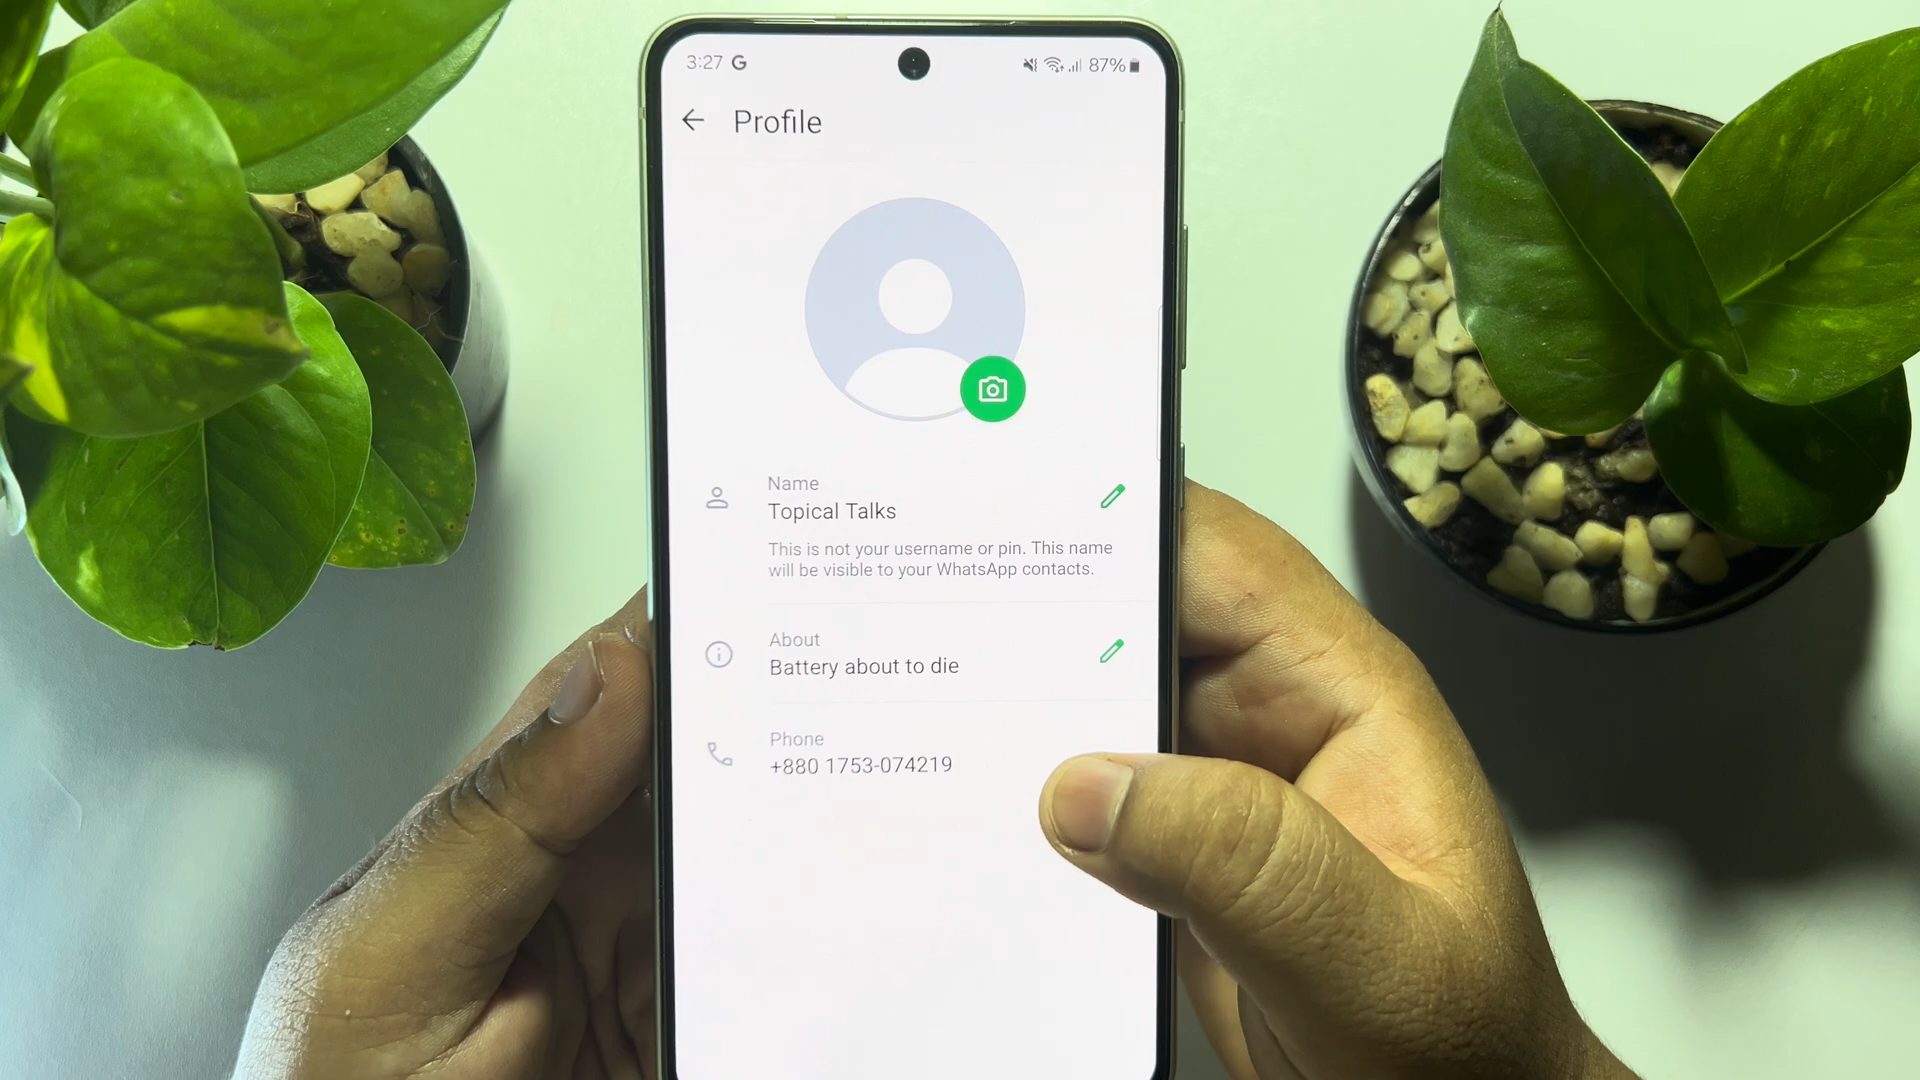 3:27 G 87%
Profile
Name
Topical Talks
This is not your username or pin. This name
will be visible to your WhatsApp contacts.
About
Battery about to die
Phone
+880 1753-074219